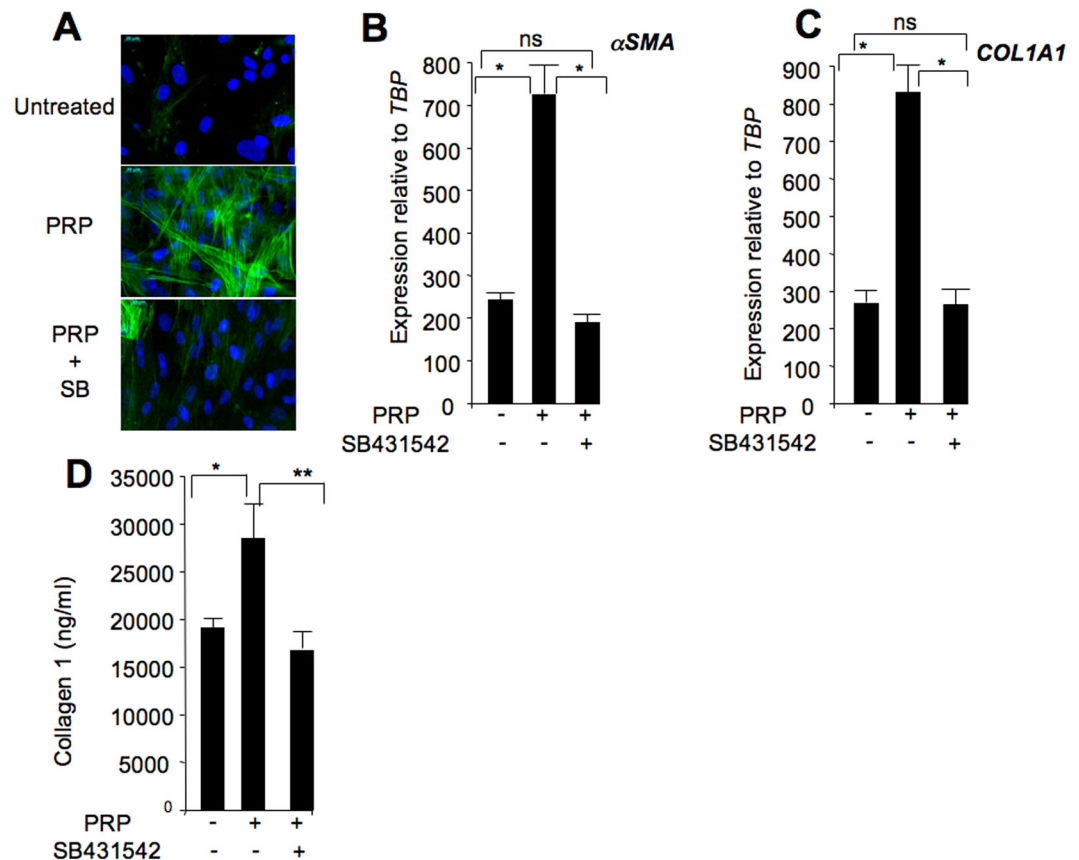 A
Untreated
PRP
PRP
+
SB
B
ns
αSMA
* *
Expression relative to TBP
800
700
600
500
400
300
200
100
0
PRP - + +
SB431542 - - +
C
ns
COL1A1
* *
Expression relative to TBP
900
800
700
600
500
400
300
200
100
0
PRP - + +
SB431542 - - +
D
* **
Collagen 1 (ng/ml)
35000
30000
25000
20000
15000
10000
5000
0
PRP - + +
SB431542 - - +